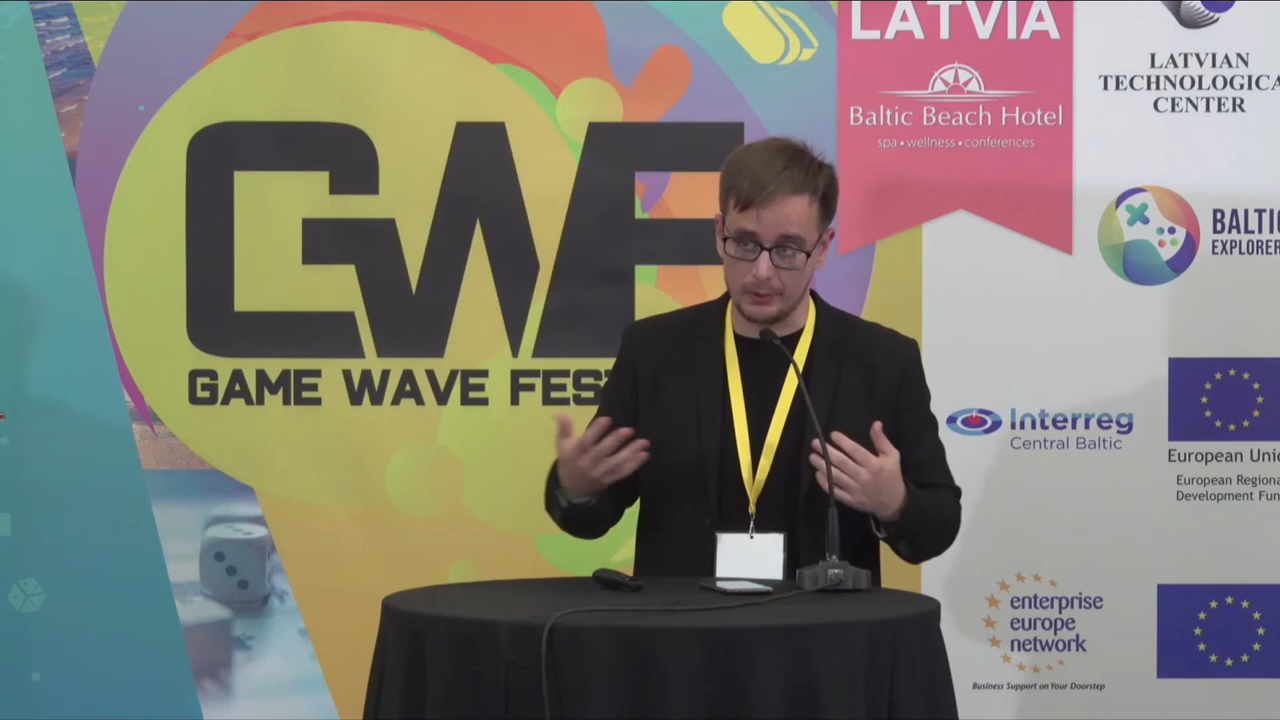 GWF
GAME WAVE FES
LATVIA
Baltic Beach Hotel
spa • wellness • conferences
LATVIAN
TECHNOLOGICA
CENTER
BALTIC
EXPLORER
Interreg
Central Baltic
European Unio
European Regiona
Development Fun
enterprise
europe
network
Business Support on Your Doorstep